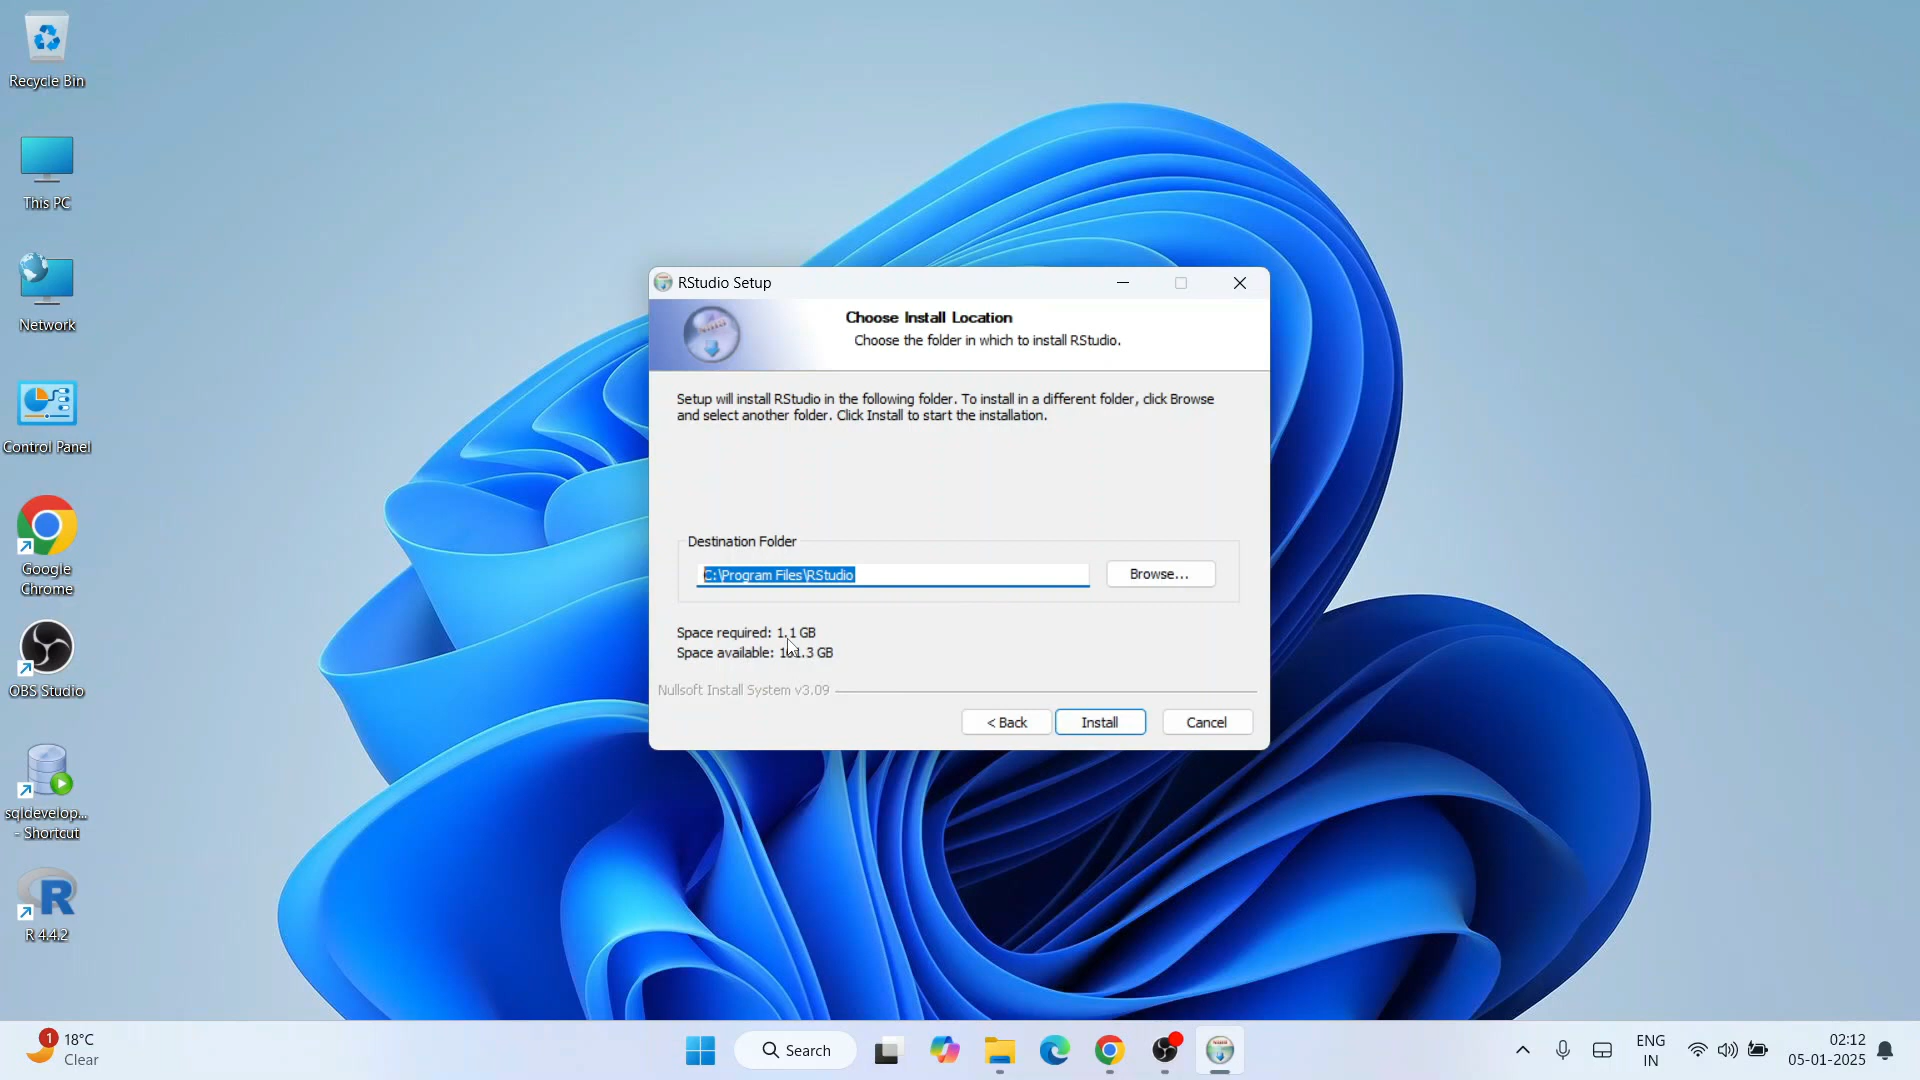 Recycle Bin
This PC
Network
Control Panel
Google
Chrome
OBS Studio
sqldevelop...
- Shortcut
R 4.4.2
RStudio Setup
Choose Install Location
Choose the folder in which to install RStudio.
Setup will install RStudio in the following folder. To install in a different folder, click Browse
and select another folder. Click Install to start the installation.
Destination Folder
C:\Program Files\RStudio
Browse...
Space required: 1.1 GB
Space available:
Nullsoft Install System v3.09
< Back
Install
Cancel
1
18°C
Clear
Search
ENG
IN
02:12
05-01-2025